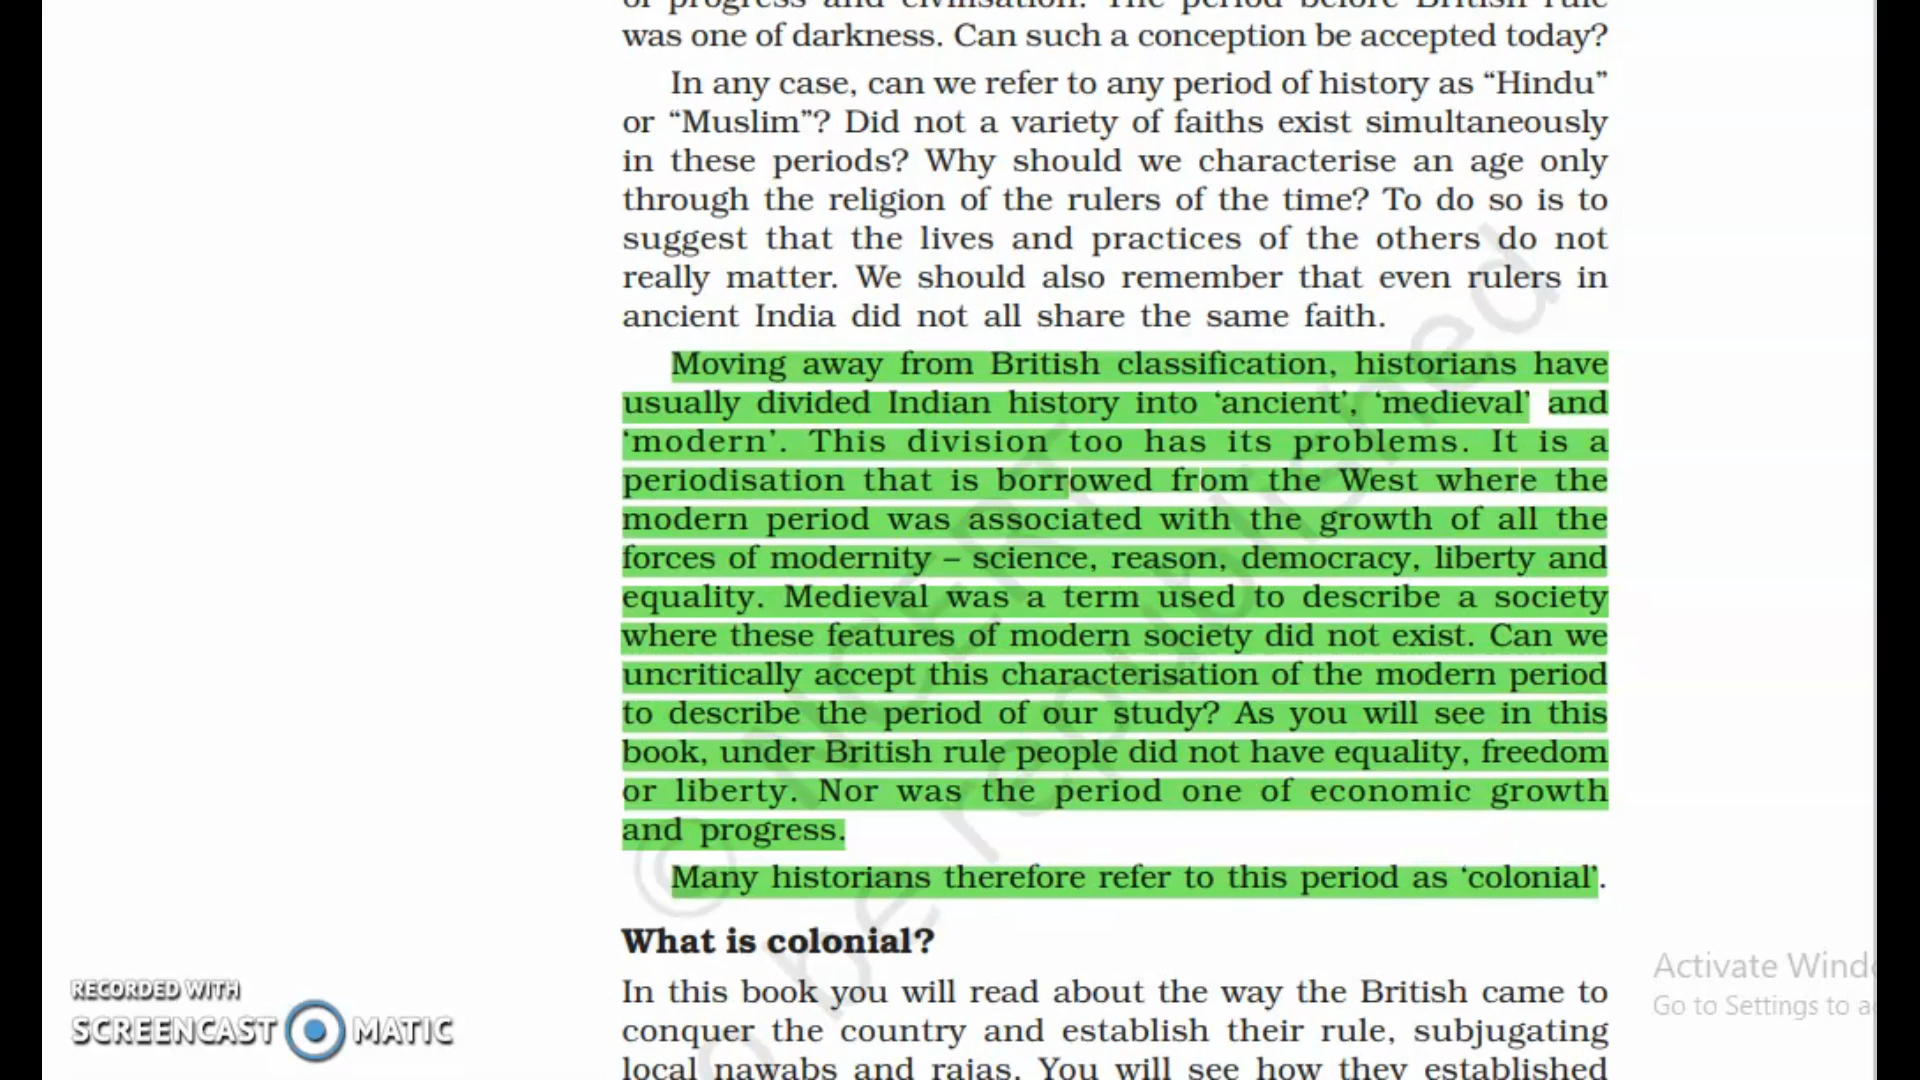 of progress and civilisation. The period before British rule
was one of darkness. Can such a conception be accepted today?
In any case, can we refer to any period of history as “Hindu”
or “Muslim”? Did not a variety of faiths exist simultaneously
in these periods? Why should we characterise an age only
through the religion of the rulers of the time? To do so is to
suggest that the lives and practices of the others do not
really matter. We should also remember that even rulers in
ancient India did not all share the same faith.
Moving away from British classification, historians have
usually divided Indian history into ‘ancient’, ‘medieval’ and
‘modern’. This division too has its problems. It is a
periodisation that is borrowed from the West where the
modern period was associated with the growth of all the
forces of modernity – science, reason, democracy, liberty and
equality. Medieval was a term used to describe a society
where these features of modern society did not exist. Can we
uncritically accept this characterisation of the modern period
to describe the period of our study? As you will see in this
book, under British rule people did not have equality, freedom
or liberty. Nor was the period one of economic growth
and progress.
Many historians therefore refer to this period as ‘colonial’.
What is colonial?
In this book you will read about the way the British came to
conquer the country and establish their rule, subjugating
local nawabs and rajas. You will see how they established
© NCERT
be republished
Activate Wind
Go to Settings to a
RECORDED WITH
SCREENCAST MATIC